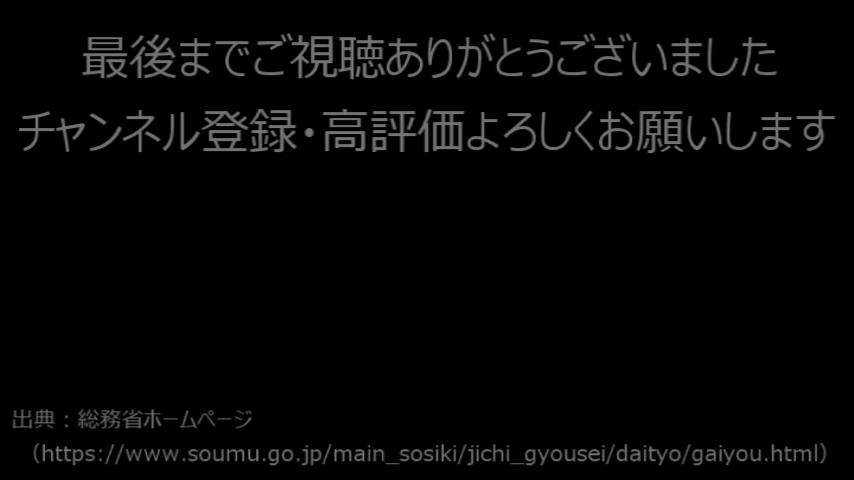 最後までご視聴ありがとうございました
チャンネル登録・高評価よろしくお願いします
出典：総務省ホームページ
（https://www.soumu.go.jp/main_sosiki/jichi_gyousei/daityo/gaiyou.html）